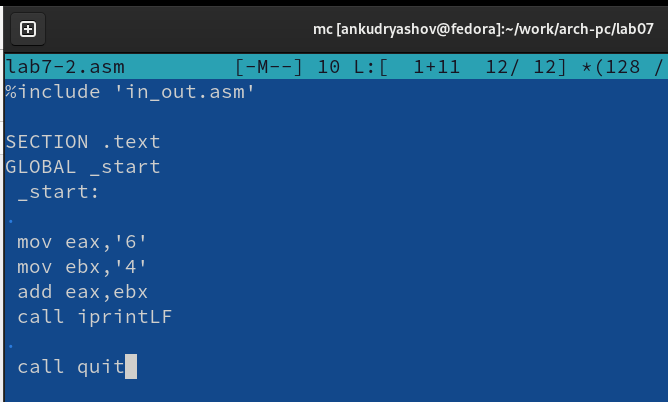 mc [ankudryashov@fedora]:~/work/arch-pc/lab07
lab7-2.asm [-M--] 10 L:[ 1+11 12/ 12] *(128 /
%include 'in_out.asm'
SECTION .text
GLOBAL _start
_start:
.
mov eax,'6'
mov ebx,'4'
add eax,ebx
call iprintLF
.
call quit